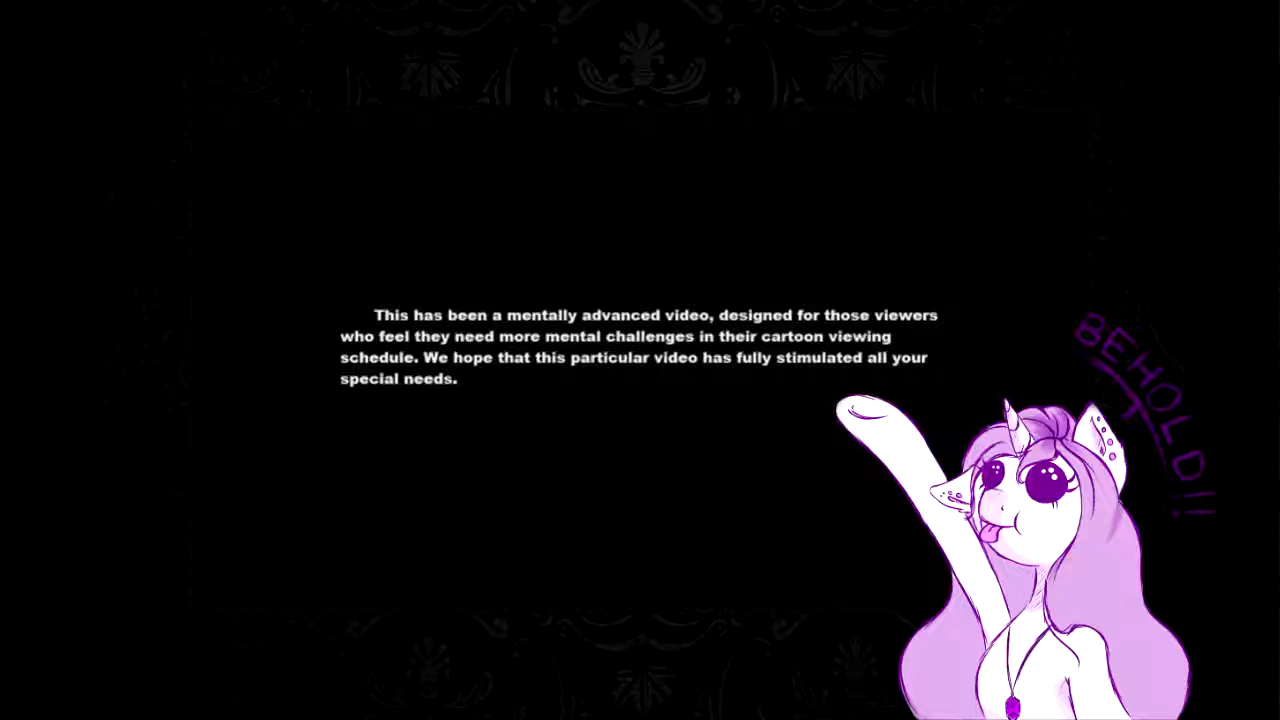 This has been a mentally advanced video, designed for those viewers
who feel they need more mental challenges in their cartoon viewing
schedule. We hope that this particular video has fully stimulated all your
special needs.
BEHOLD!!